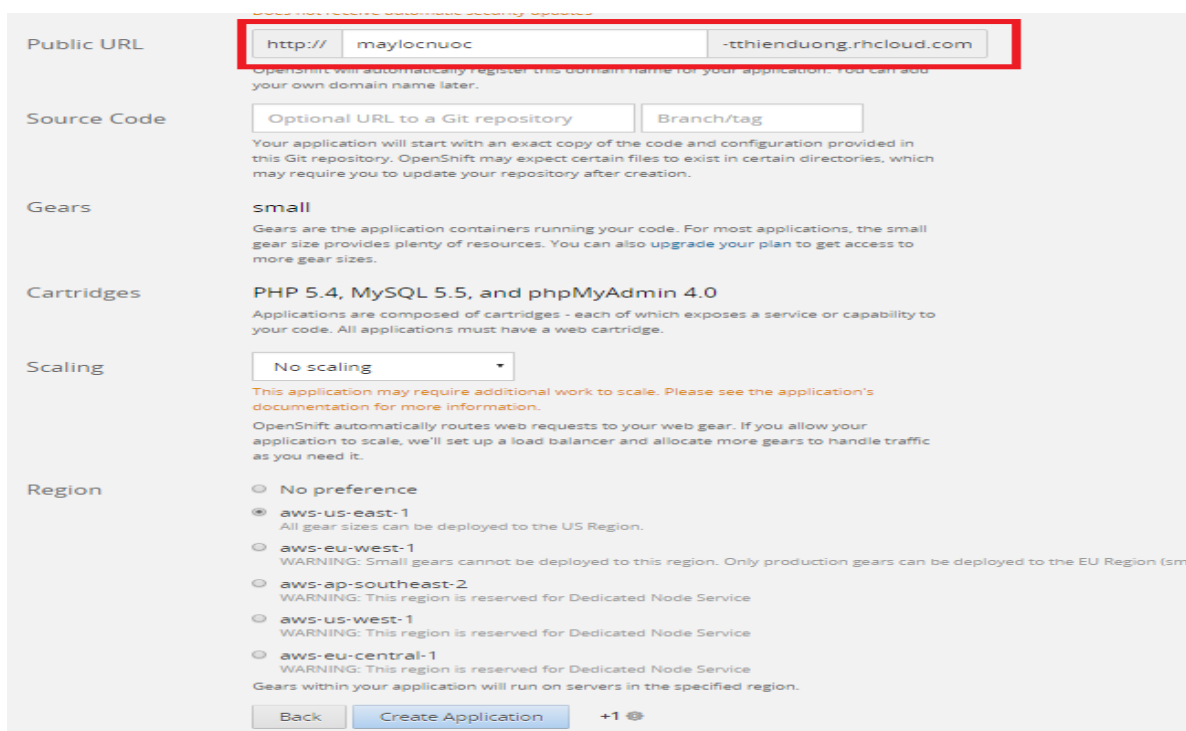 Does not receive automatic security updates
Public URL http:// maylocnuoc -tthienduong.rhcloud.com
OpenShift will automatically register this domain name for your application. You can add
your own domain name later.
Source Code Optional URL to a Git repository Branch/tag
Your application will start with an exact copy of the code and configuration provided in
this Git repository. OpenShift may expect certain files to exist in certain directories, which
may require you to update your repository after creation.
Gears small
Gears are the application containers running your code. For most applications, the small
gear size provides plenty of resources. You can also upgrade your plan to get access to
more gear sizes.
Cartridges PHP 5.4, MySQL 5.5, and phpMyAdmin 4.0
Applications are composed of cartridges - each of which exposes a service or capability to
your code. All applications must have a web cartridge.
Scaling No scaling
This application may require additional work to scale. Please see the application's
documentation for more information.
OpenShift automatically routes web requests to your web gear. If you allow your
application to scale, we'll set up a load balancer and allocate more gears to handle traffic
as you need it.
Region No preference
aws-us-east-1
All gear sizes can be deployed to the US Region.
aws-eu-west-1
WARNING: Small gears cannot be deployed to this region. Only production gears can be deployed to the EU Region (sm
aws-ap-southeast-2
WARNING: This region is reserved for Dedicated Node Service
aws-us-west-1
WARNING: This region is reserved for Dedicated Node Service
aws-eu-central-1
WARNING: This region is reserved for Dedicated Node Service
Gears within your application will run on servers in the specified region.
Back Create Application +1